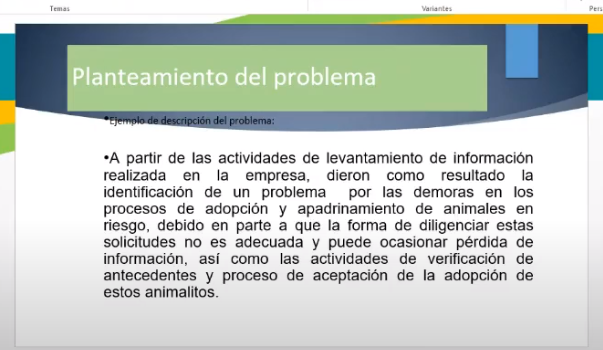 Temas
Variantes
Pers
Planteamiento del problema
•Ejemplo de descripción del problema:
•A partir de las actividades de levantamiento de información
realizada en la empresa, dieron como resultado la
identificación de un problema por las demoras en los
procesos de adopción y apadrinamiento de animales en
riesgo, debido en parte a que la forma de diligenciar estas
solicitudes no es adecuada y puede ocasionar pérdida de
información, así como las actividades de verificación de
antecedentes y proceso de aceptación de la adopción de
estos animalitos.